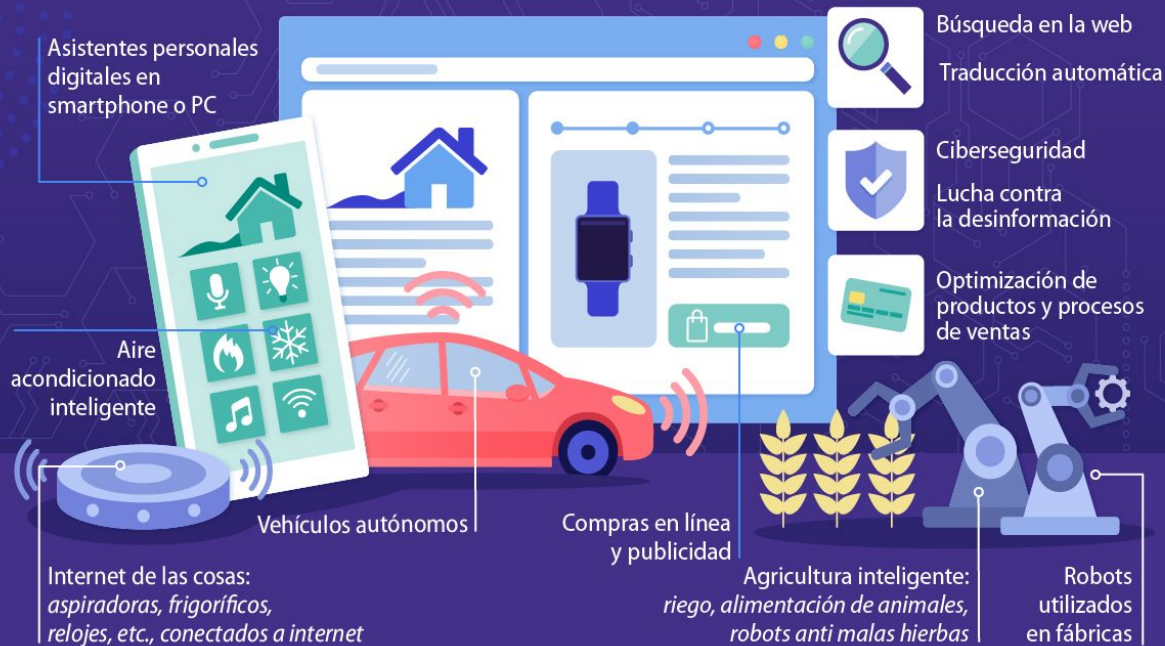 Asistentes personales
digitales en
smartphone o PC
Búsqueda en la web
Traducción automática
Ciberseguridad
Lucha contra
la desinformación
Optimización de
productos y procesos
de ventas
Aire
acondicionado
inteligente
Vehículos autónomos
Compras en línea
y publicidad
Internet de las cosas:
aspiradoras, frigoríficos,
relojes, etc., conectados a internet
Agricultura inteligente:
riego, alimentación de animales,
robots anti malas hierbas
Robots
utilizados
en fábricas